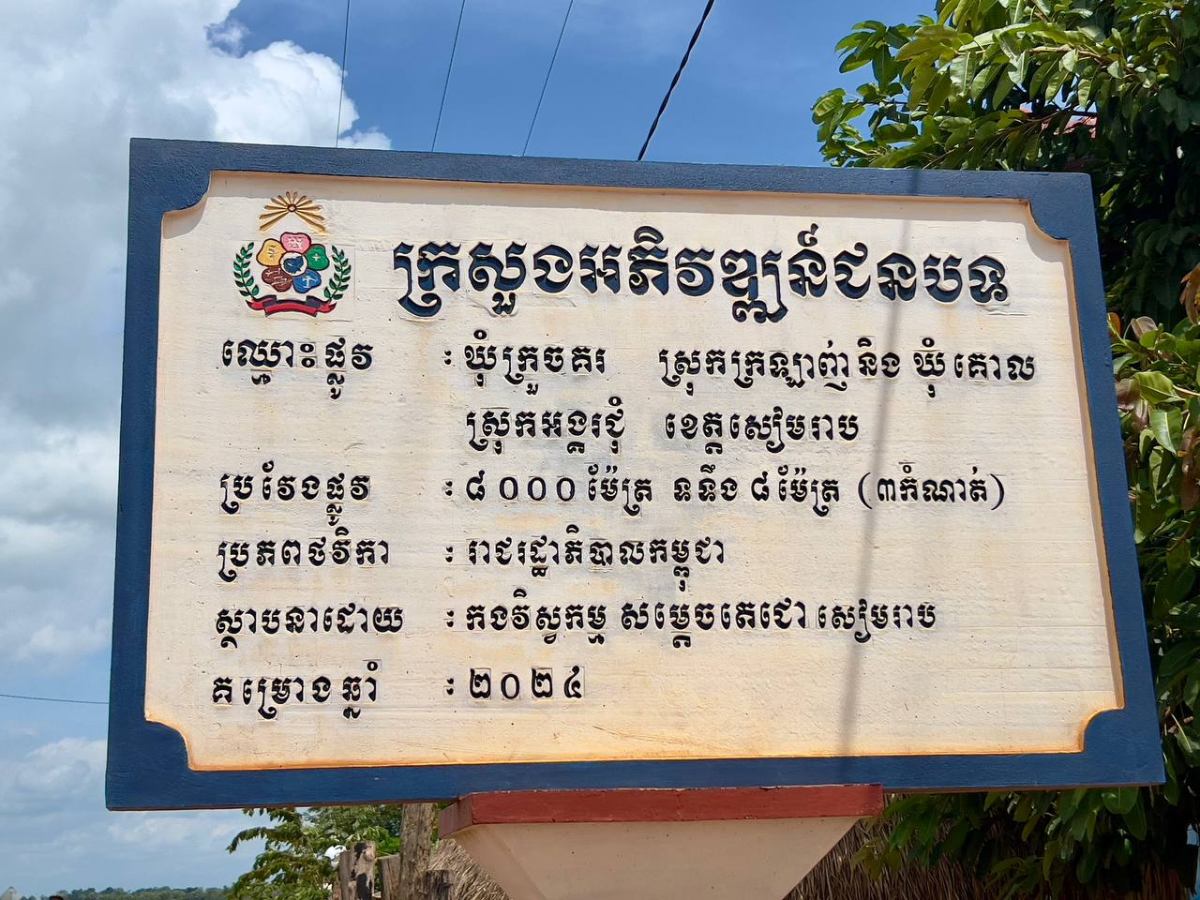 ក្រសួងអភិវឌ្ឍន៍ជនបទ
ឈ្មោះផ្លូវ : ឃុំក្រួចគរ ស្រុកក្រឡាញ់ និង ឃុំគោល
ស្រុកអង្គរជុំ ខេត្តសៀមរាប
ប្រវែងផ្លូវ : ៨ ០០០ ម៉ែត្រ ទទឹង ៨ ម៉ែត្រ (៣កំណាត់)
ប្រភពថវិកា : រាជរដ្ឋាភិបាលកម្ពុជា
ស្ថាបនាដោយ : កងវិស្វកម្ម សម្ដេចតេជោ សៀមរាប
គម្រោងឆ្នាំ : ២០២៤